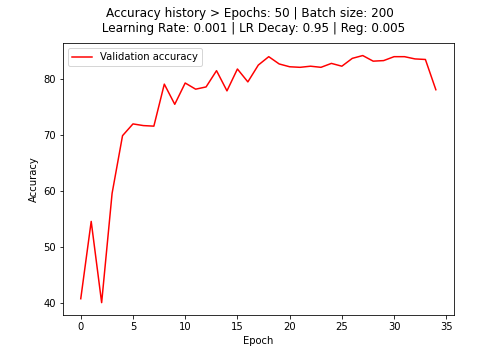 Accuracy history > Epochs: 50 | Batch size: 200
Learning Rate: 0.001 | LR Decay: 0.95 | Reg: 0.005
Validation accuracy
80
70
60
50
40
Accuracy
0 5 10 15 20 25 30 35
Epoch